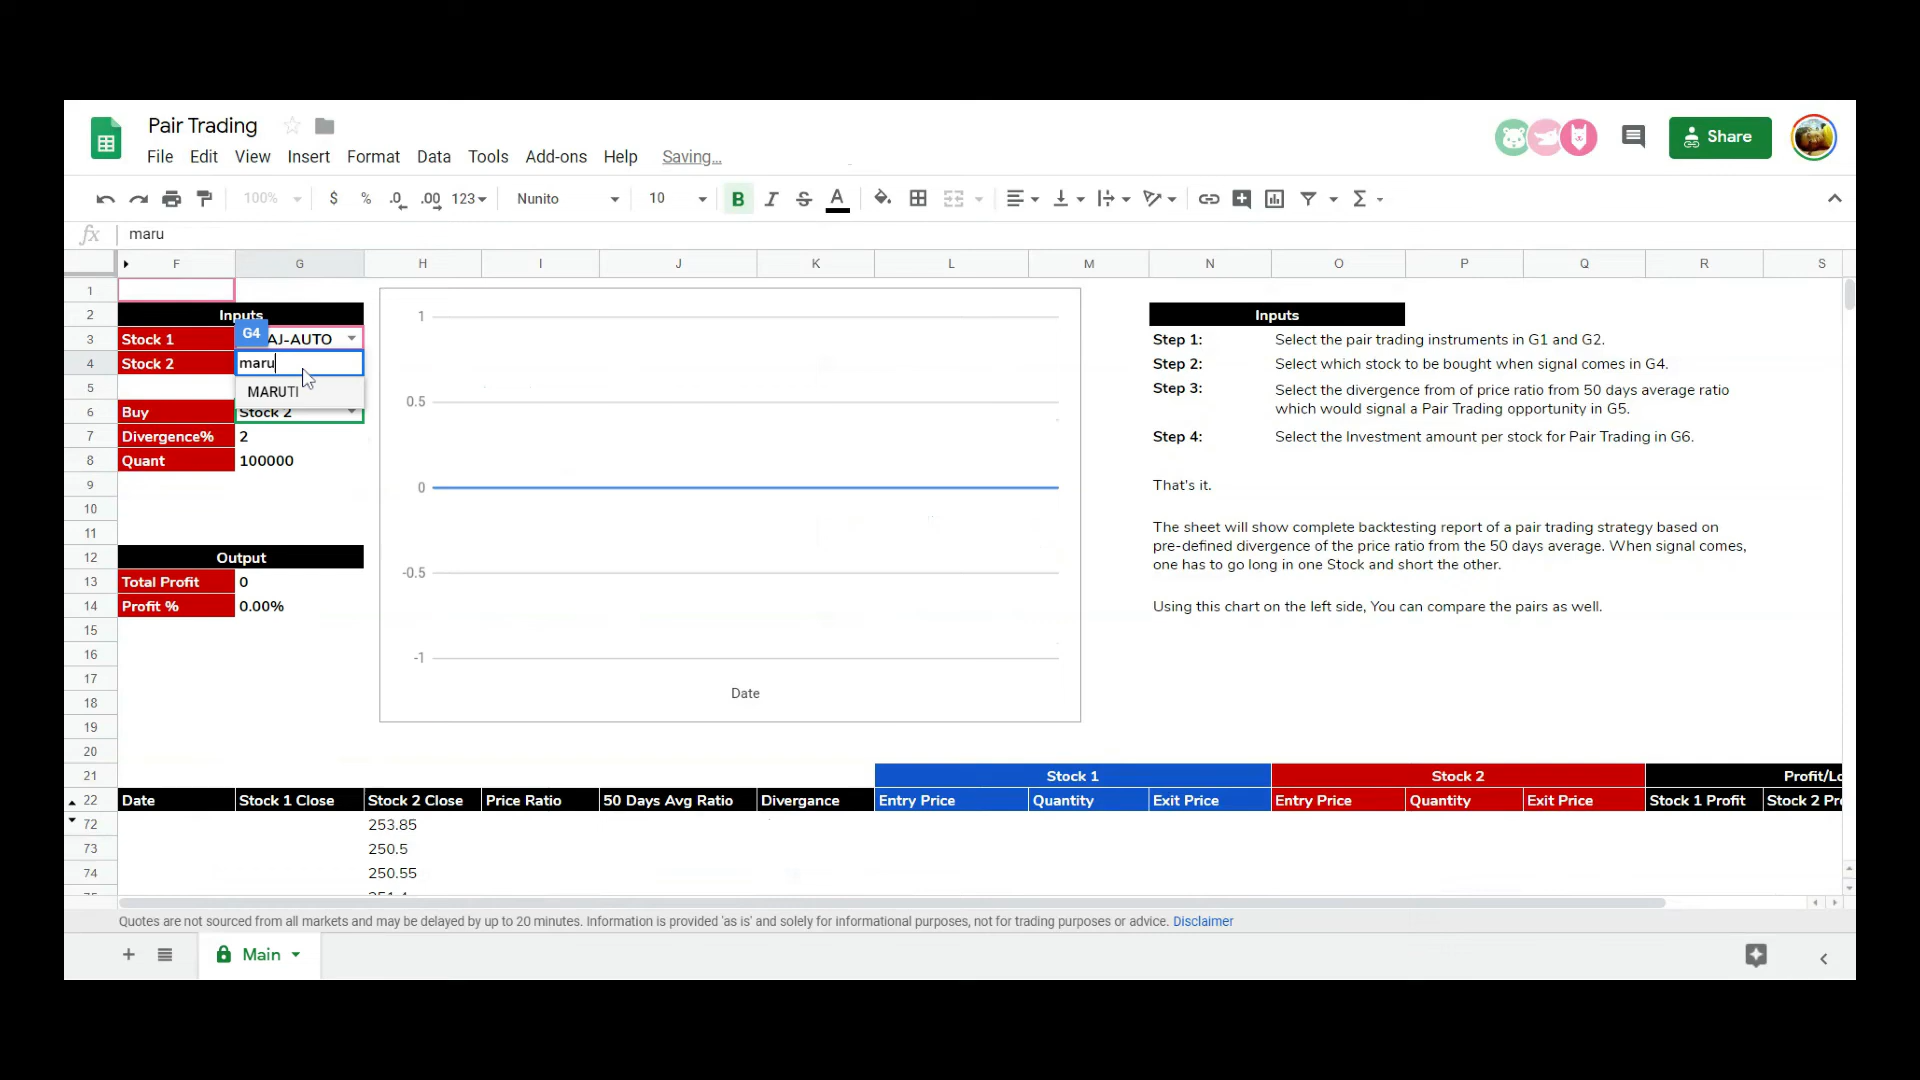 Pair Trading
File Edit View Insert Format Data Tools Add-ons Help Saving...
Share
100% $ % .0 .00 123 Nunito 10 B I S A
fx maru
F G H I J K L M N O P Q R S
1
2 Inputs
3 Stock 1 AJ-AUTO
G4
4 Stock 2 maru
MARUTI
5
6 Buy Stock 2
7 Divergence% 2
8 Quant 100000
9
10
11
12 Output
13 Total Profit 0
14 Profit % 0.00%
15
16
17
18
19
20
1
0.5
0
-0.5
-1
Date
Inputs
Step 1: Select the pair trading instruments in G1 and G2.
Step 2: Select which stock to be bought when signal comes in G4.
Step 3: Select the divergence from of price ratio from 50 days average ratio
which would signal a Pair Trading opportunity in G5.
Step 4: Select the Investment amount per stock for Pair Trading in G6.
That's it.
The sheet will show complete backtesting report of a pair trading strategy based on
pre-defined divergence of the price ratio from the 50 days average. When signal comes,
one has to go long in one Stock and short the other.
Using this chart on the left side, You can compare the pairs as well.
21 Stock 1 Stock 2 Profit/Lo
22 Date Stock 1 Close Stock 2 Close Price Ratio 50 Days Avg Ratio Divergance Entry Price Quantity Exit Price Entry Price Quantity Exit Price Stock 1 Profit Stock 2 Pr
72 253.85
73 250.5
74 250.55
Quotes are not sourced from all markets and may be delayed by up to 20 minutes. Information is provided 'as is' and solely for informational purposes, not for trading purposes or advice. Disclaimer
Main